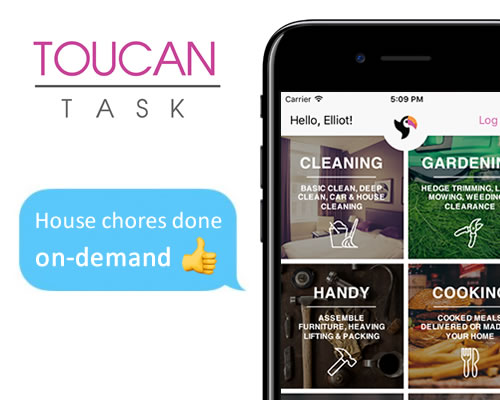 TOUCAN
TASK
House chores done
on-demand
Carrier
5:09 PM
Hello, Elliot!
Log
CLEANING
BASIC CLEAN, DEEP
CLEAN, CAR & HOUSE
CLEANING
GARDENIN
HEDGE TRIMMING, L
MOWING, WEEDING
CLEARANCE
HANDY
ASSEMBLE
FURNITURE, HEAVING
LIFTING & PACKING
COOKING
COOKED MEALS
DELIVERED OR MAD
YOUR HOME